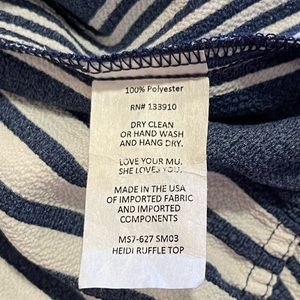 100% Polyester
RN# 133910
DRY CLEAN
OR HAND WASH
AND HANG DRY.
LOVE YOUR MU.
SHE LOVES YOU.
MADE IN THE USA
OF IMPORTED FABRIC
AND IMPORTED
COMPONENTS
MS7-627 SM03
HEIDI RUFFLE TOP